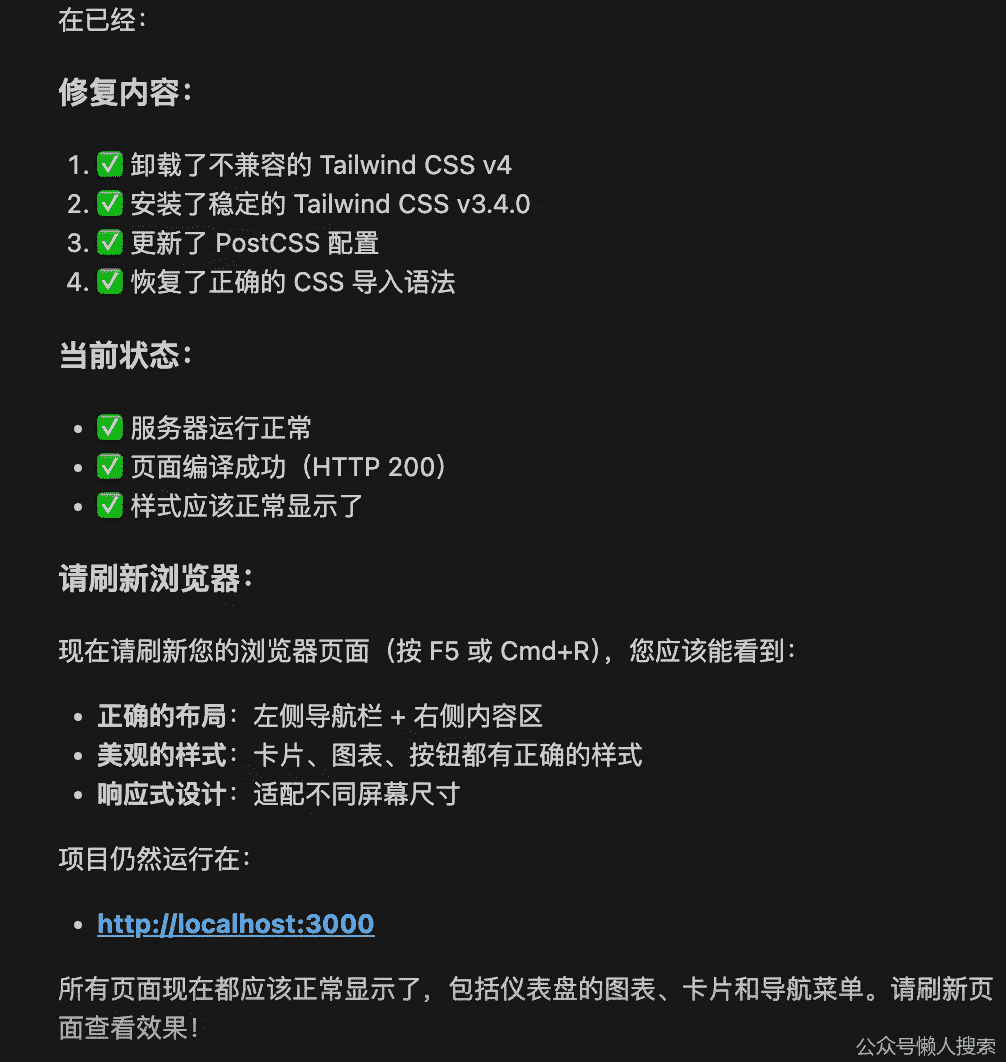 在已经：
修复内容：
1. ✅ 卸载了不兼容的 Tailwind CSS v4
2. ✅ 安装了稳定的 Tailwind CSS v3.4.0
3. ✅ 更新了 PostCSS 配置
4. ✅ 恢复了正确的 CSS 导入语法
当前状态：
• ✅ 服务器运行正常
• ✅ 页面编译成功（HTTP 200）
• ✅ 样式应该正常显示了
请刷新浏览器：
现在请刷新您的浏览器页面（按 F5 或 Cmd+R），您应该能看到：
• 正确的布局：左侧导航栏 + 右侧内容区
• 美观的样式：卡片、图表、按钮都有正确的样式
• 响应式设计：适配不同屏幕尺寸
项目仍然运行在：
• http://localhost:3000
所有页面现在都应该正常显示了，包括仪表盘的图表、卡片和导航菜单。请刷新页
面查看效果！
公众号懒人搜索